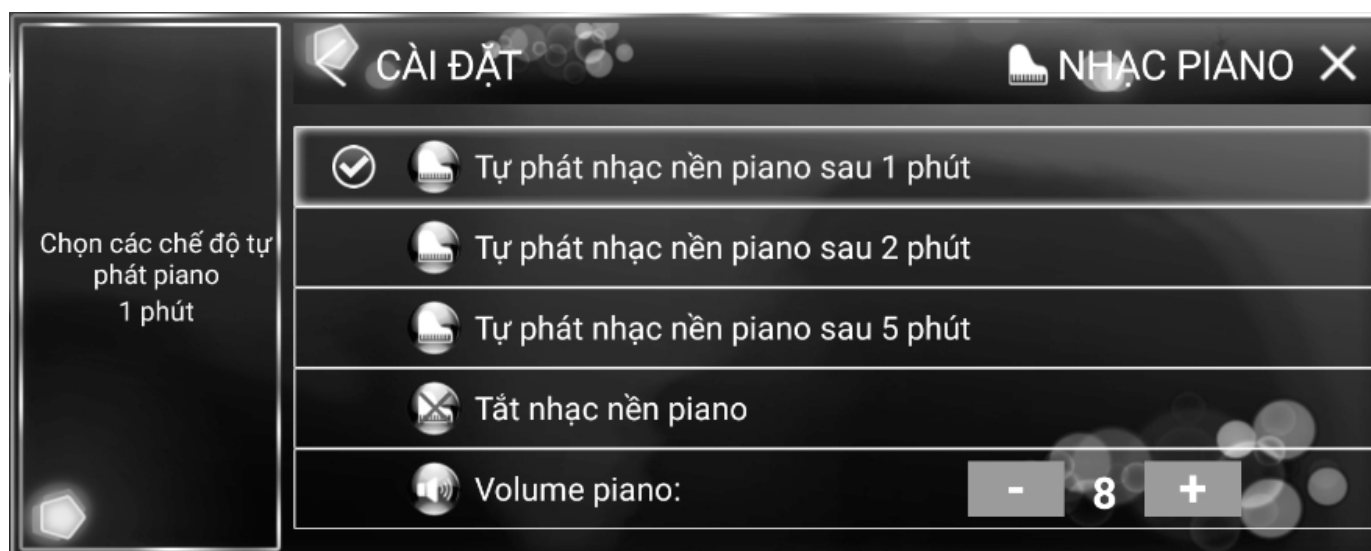 CÀI ĐẶT
NHẠC PIANO
Chọn các chế độ tự
phát piano
1 phút
Tự phát nhạc nền piano sau 1 phút
Tự phát nhạc nền piano sau 2 phút
Tự phát nhạc nền piano sau 5 phút
Tắt nhạc nền piano
Volume piano:
- 8 +